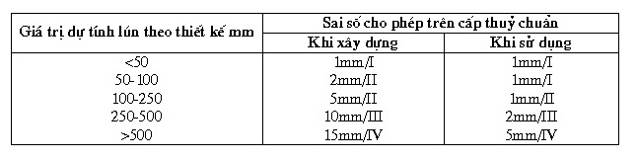 Giá trị dự tính lún theo thiết kế mm
Sai số cho phép trên cấp thuỷ chuẩn
Khi xây dựng Khi sử dụng
<50 1mm/I 1mm/I
50-100 2mm/II 1mm/I
100-250 5mm/II 1mm/II
250-500 10mm/III 2mm/III
>500 15mm/IV 5mm/IV